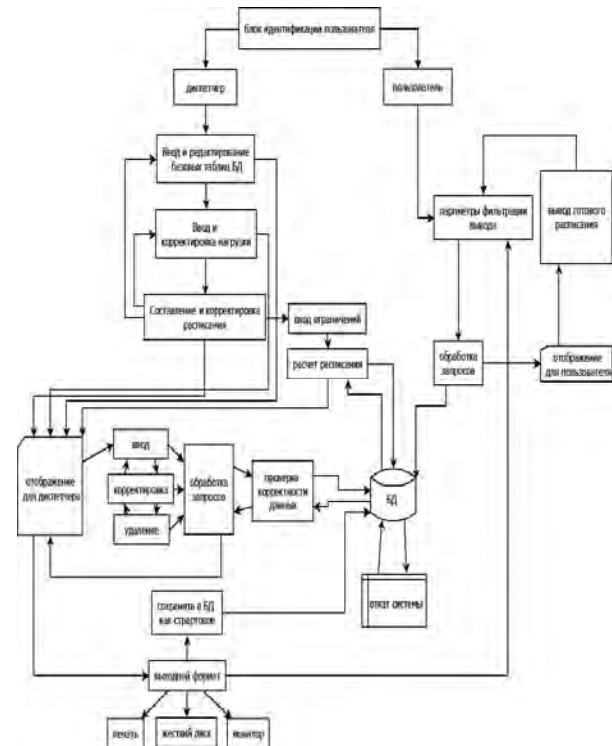 блок идентификации пользователя
диспетчер
пользователь
Ввод и редактирование
базовых таблиц БД
параметры фильтрации
вывода
вывод готового
расписания
Ввод и
корректировка нагрузки
Составление и корректировка
расписания
ввод ограничений
расчет расписания
обработка
запросов
отображение
для пользователя
отображение
для диспетчера
ввод
корректировка
удаление
обработка
запросов
проверка
корректности
данных
БД
откат системы
сохранить в БД
как стартовое
выходной формат
печать
жесткий диск
монитор